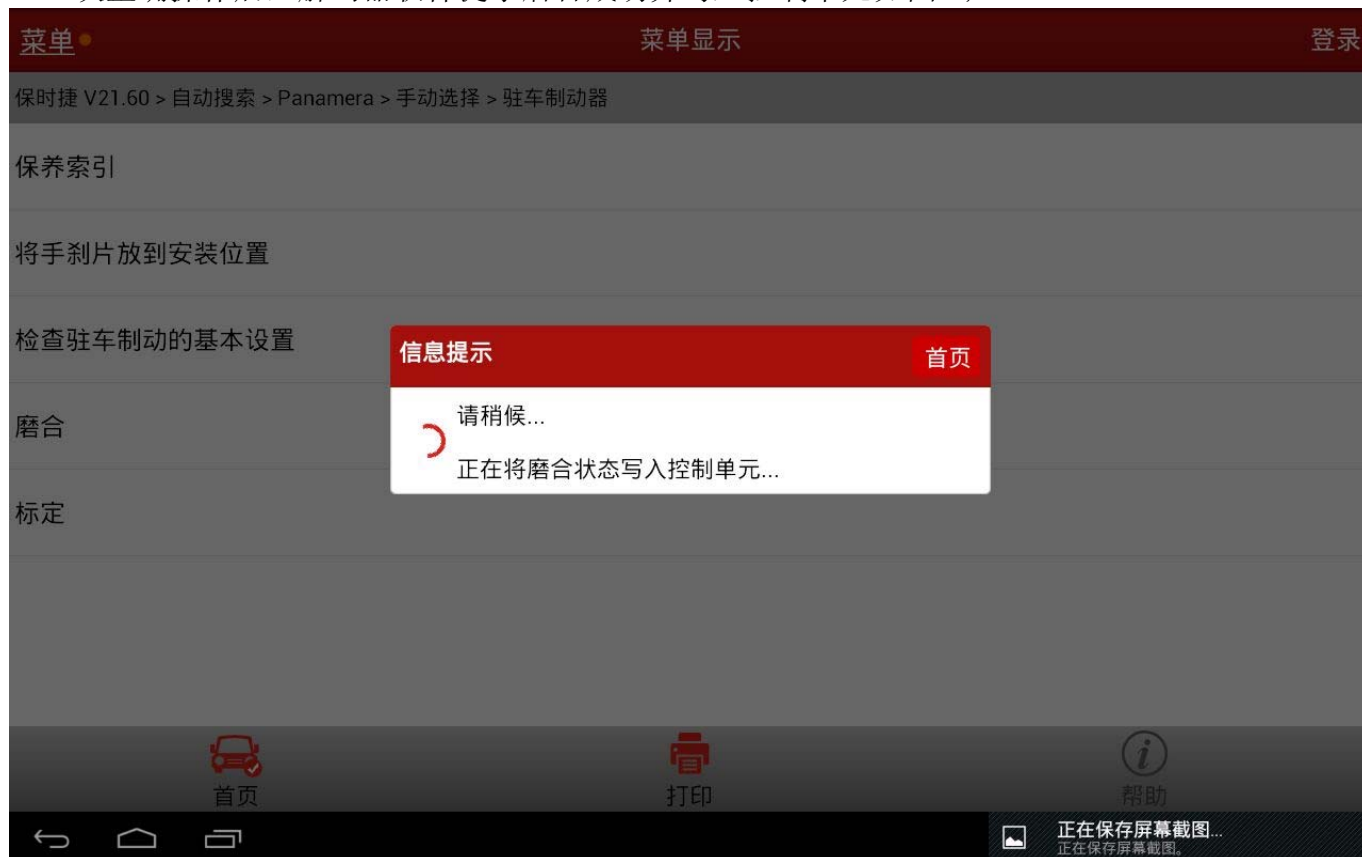 菜单
菜单显示
登录
保时捷 V21.60 > 自动搜索 > Panamera > 手动选择 > 驻车制动器
保养索引
将手刹片放到安装位置
检查驻车制动的基本设置
信息提示
首页
请稍候...
正在将磨合状态写入控制单元...
磨合
标定
首页
打印
帮助
正在保存屏幕截图...
正在保存屏幕截图。